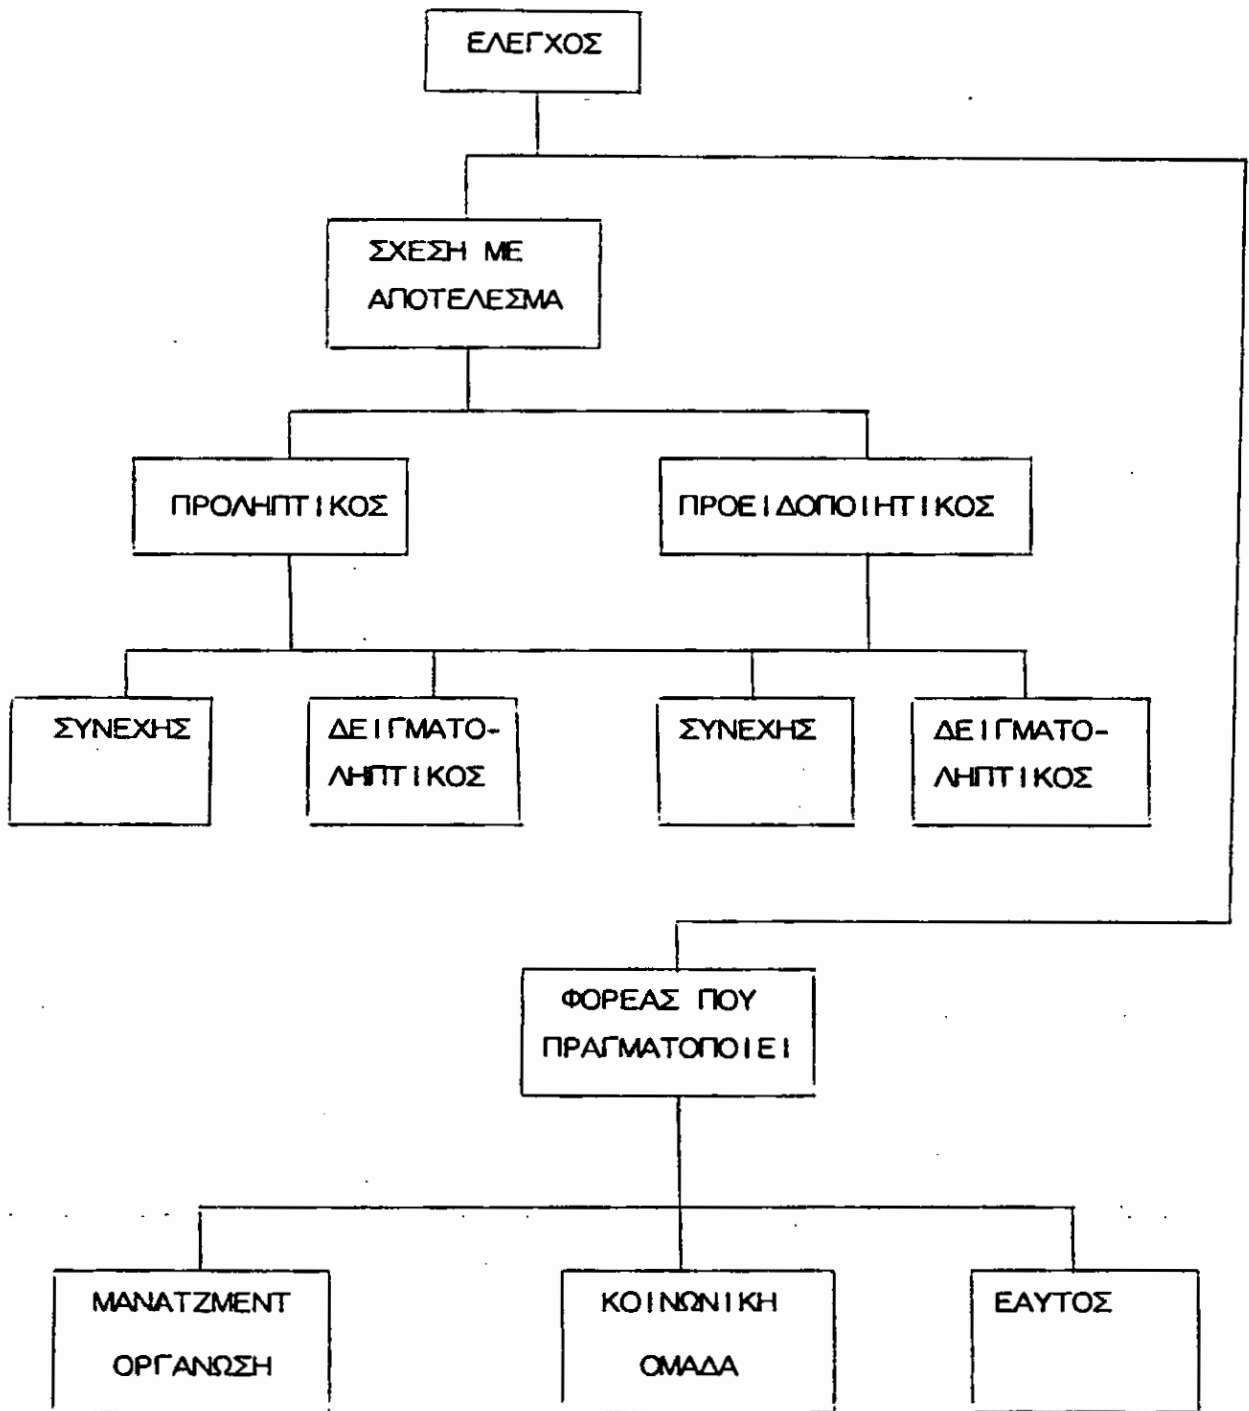 ΕΛΕΓΧΟΣ
ΣΧΕΣΗ ΜΕ
ΑΠΟΤΕΛΕΣΜΑ
ΠΡΟΛΗΠΤΙΚΟΣ
ΠΡΟΕΙΔΟΠΟΙΗΤΙΚΟΣ
ΣΥΝΕΧΗΣ
ΔΕΙΓΜΑΤΟ-
ΛΗΠΤΙΚΟΣ
ΣΥΝΕΧΗΣ
ΔΕΙΓΜΑΤΟ-
ΛΗΠΤΙΚΟΣ
ΦΟΡΕΑΣ ΠΟΥ
ΠΡΑΓΜΑΤΟΠΟΙΕΙ
ΜΑΝΑΤΖΜΕΝΤ
ΟΡΓΑΝΩΣΗ
ΚΟΙΝΩΝΙΚΗ
ΟΜΑΔΑ
ΕΑΥΤΟΣ